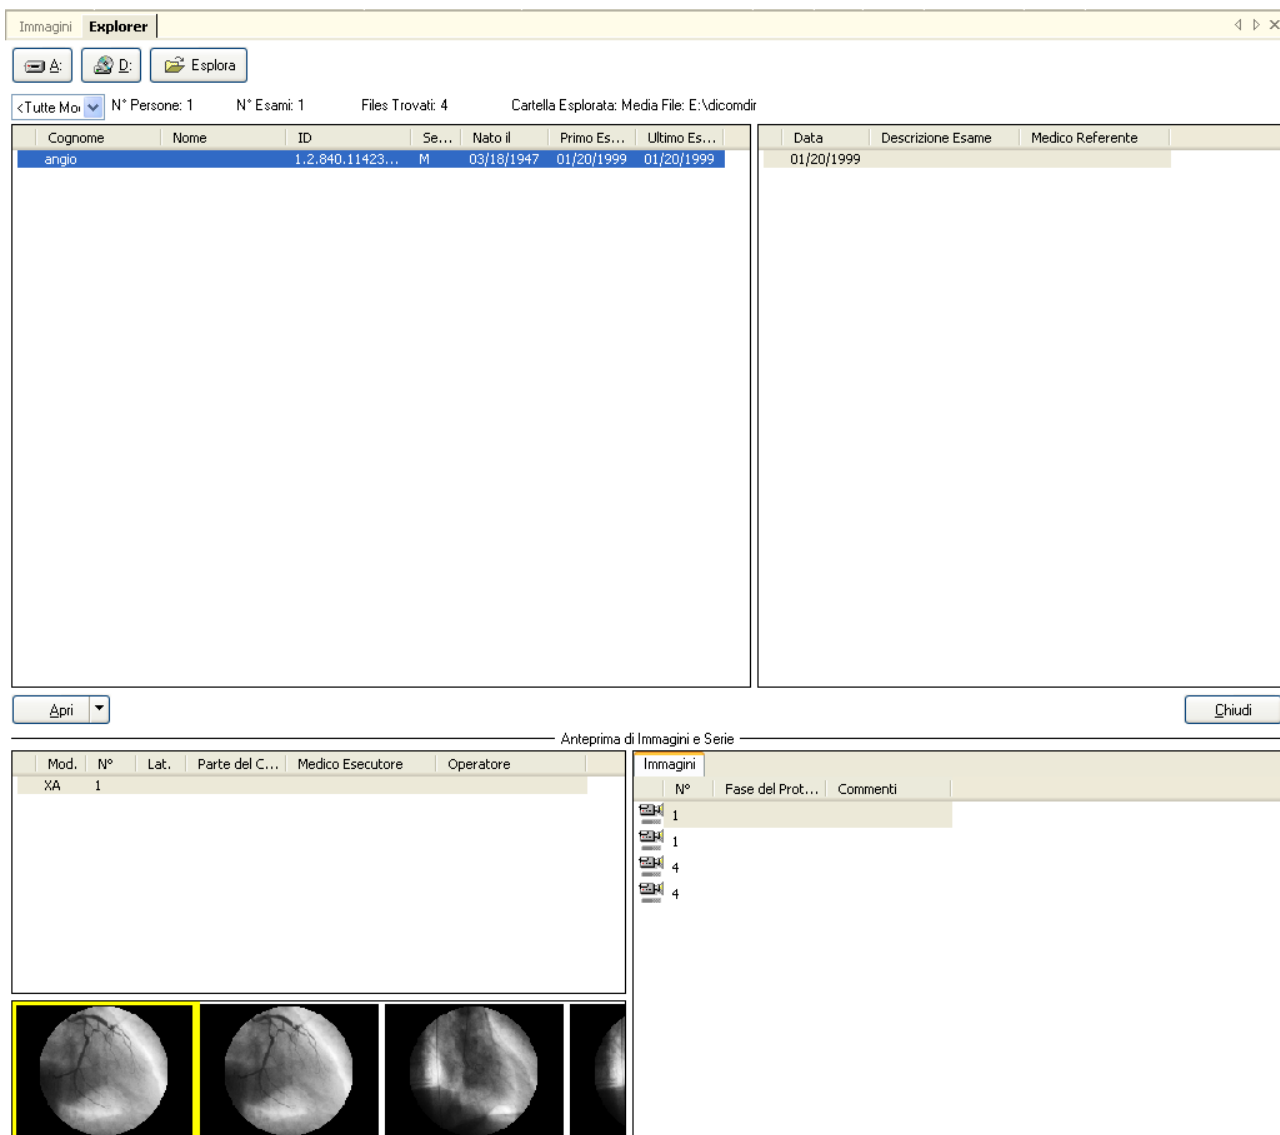 Immagini Explorer
A: D: Esplora
<Tutte Mo N° Persone: 1 N° Esami: 1 Files Trovati: 4 Cartella Esplorata: Media File: E:\dicomdir
Cognome Nome ID Se... Nato il Primo Es... Ultimo Es... Data Descrizione Esame Medico Referente
angio 1.2.840.11423... M 03/18/1947 01/20/1999 01/20/1999 01/20/1999
Apri Chiudi
Anteprima di Immagini e Serie
Mod. N° Lat. Parte del C... Medico Esecutore Operatore
XA 1
Immagini
N° Fase del Prot... Commenti
1
1
4
4